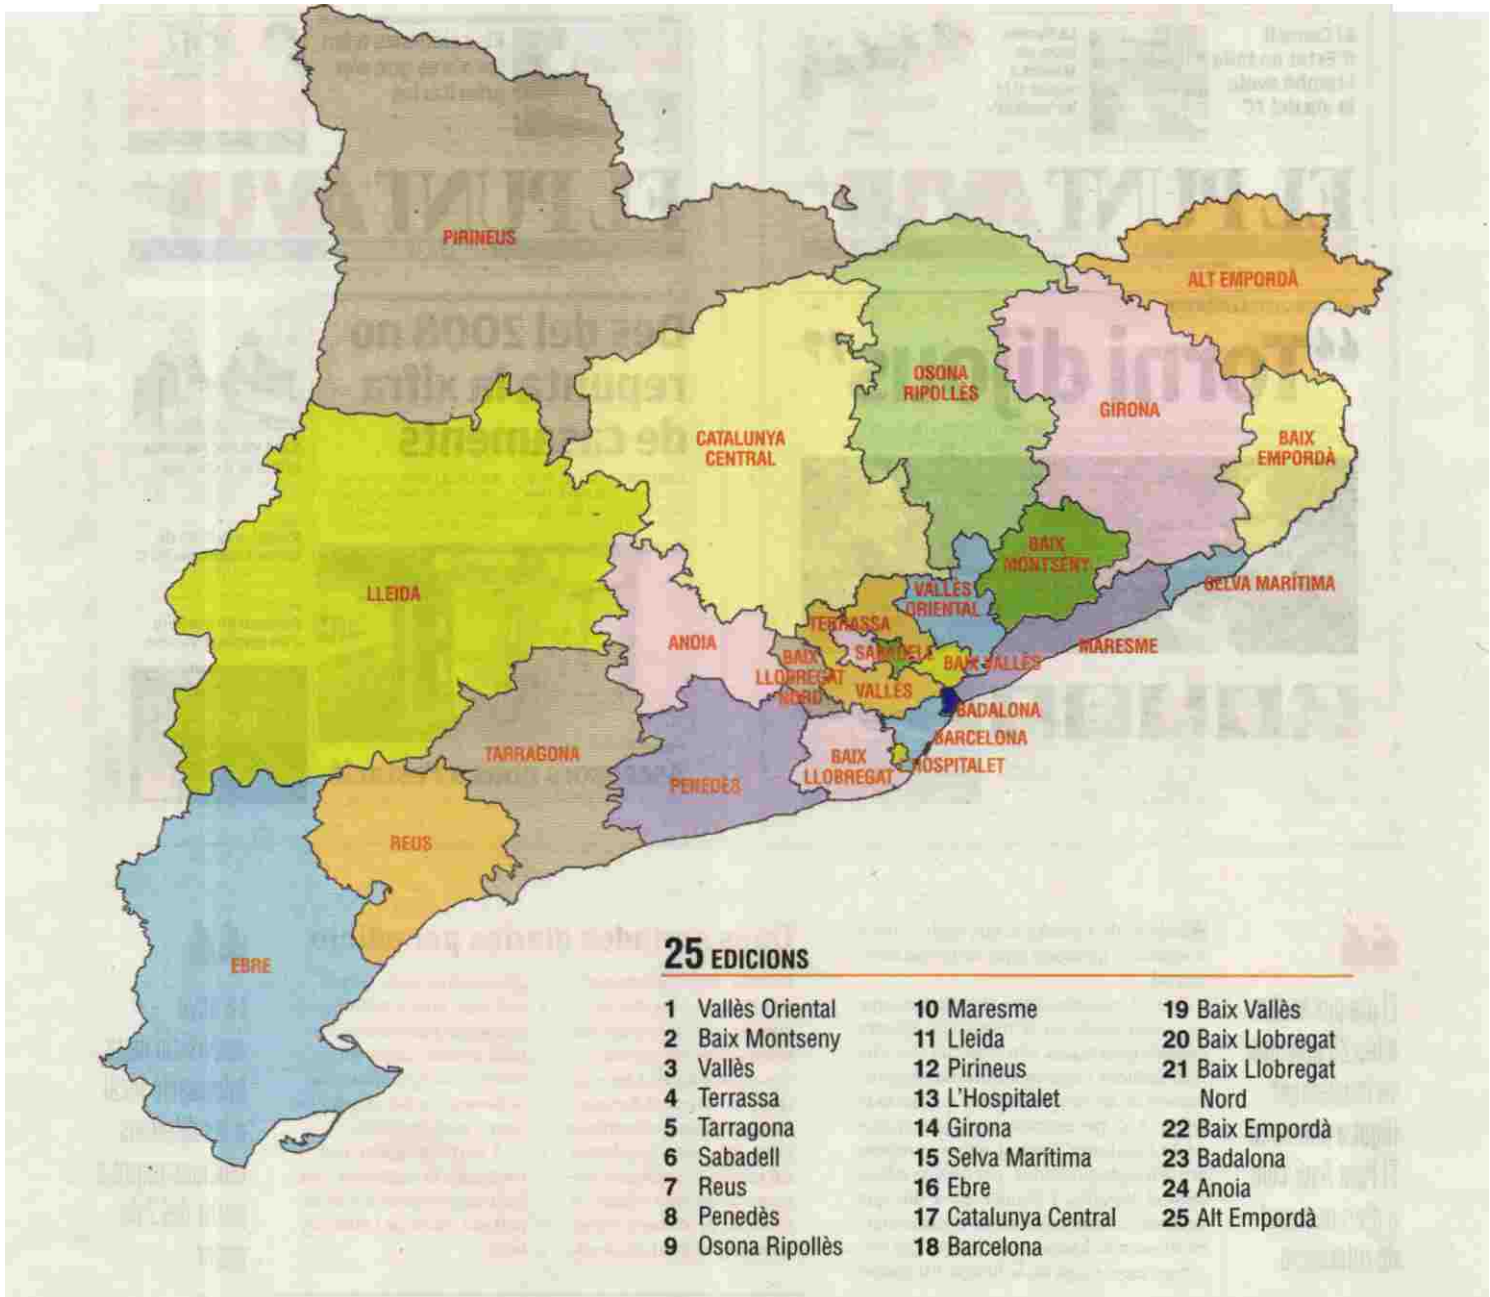 PIRINEUS
ALT EMPORDÀ
OSONA
RIPOLLÈS
GIRONA
CATALUNYA
CENTRAL
BAIX
EMPORDÀ
BAIX
MONTSENY
SELVA MARÍTIMA
LLEIDA
VALLÈS
ORIENTAL
TERRASSA
ANOIA
SABADELL
MARESME
BAIX
LLOBREGAT
NORD
BAIX VALLÈS
VALLÈS
BADALONA
BARCELONA
TARRAGONA
BAIX
LLOBREGAT
HOSPITALET
PENEDÈS
REUS
EBRE
25 EDICIONS
1 Vallès Oriental
2 Baix Montseny
3 Vallès
4 Terrassa
5 Tarragona
6 Sabadell
7 Reus
8 Penedès
9 Osona Ripollès
10 Maresme
11 Lleida
12 Pirineus
13 L'Hospitalet
14 Girona
15 Selva Marítima
16 Ebre
17 Catalunya Central
18 Barcelona
19 Baix Vallès
20 Baix Llobregat
21 Baix Llobregat
Nord
22 Baix Empordà
23 Badalona
24 Anoia
25 Alt Empordà